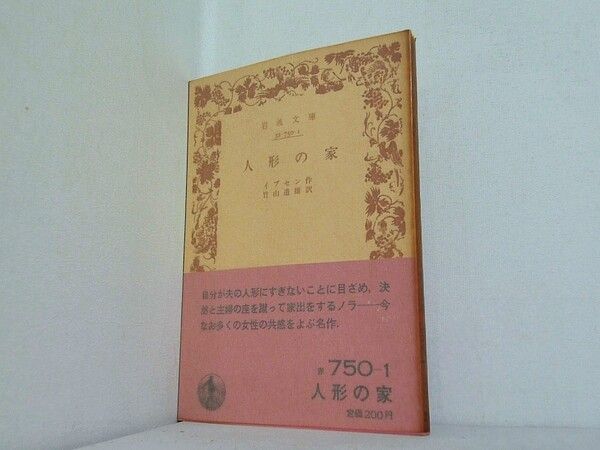 岩波文庫
32-750-1
人形の家
イプセン作
竹山道雄訳
自分が夫の人形にすぎないことに目ざめ，決
然と主婦の座を蹴って家出をするノラ――今
なお多くの女性の共感をよぶ名作．
赤 750-1
人形の家
定価200円